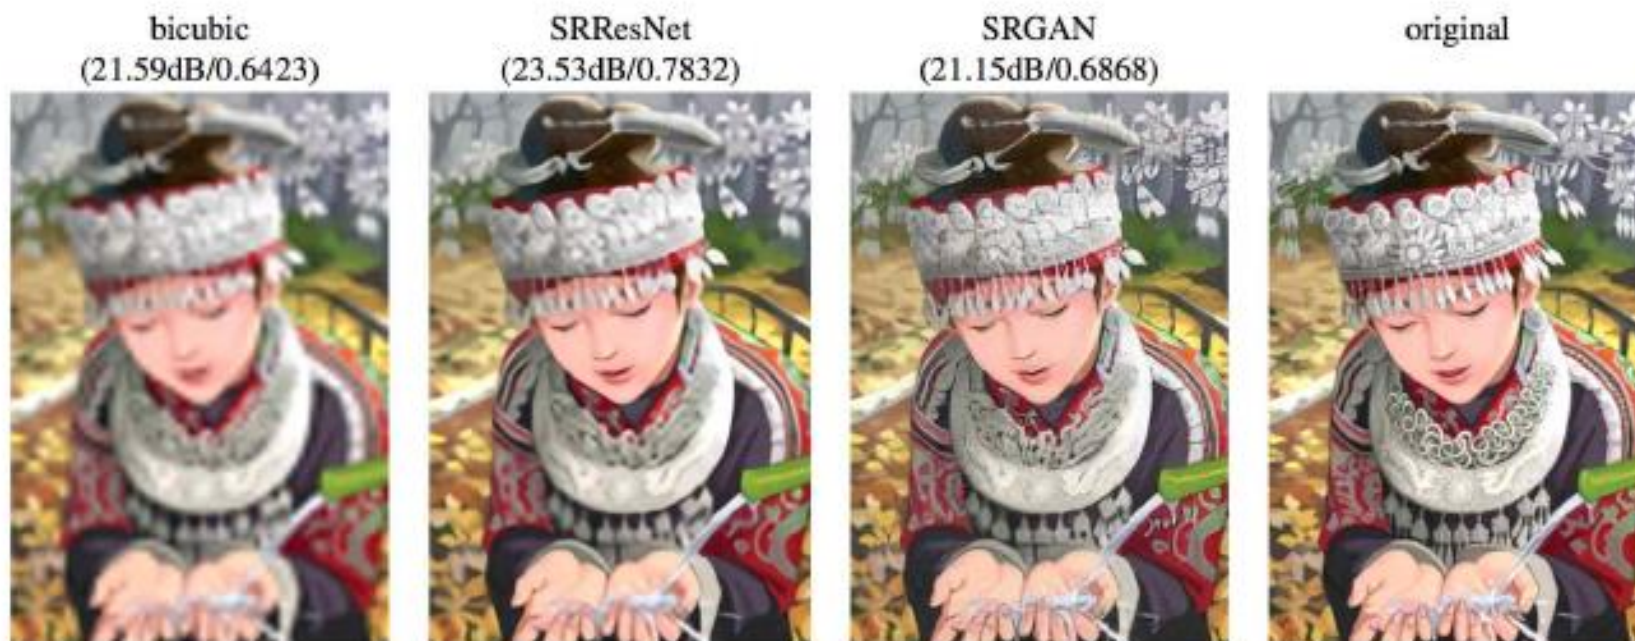 bicubic
(21.59dB/0.6423)
SRResNet
(23.53dB/0.7832)
SRGAN
(21.15dB/0.6868)
original